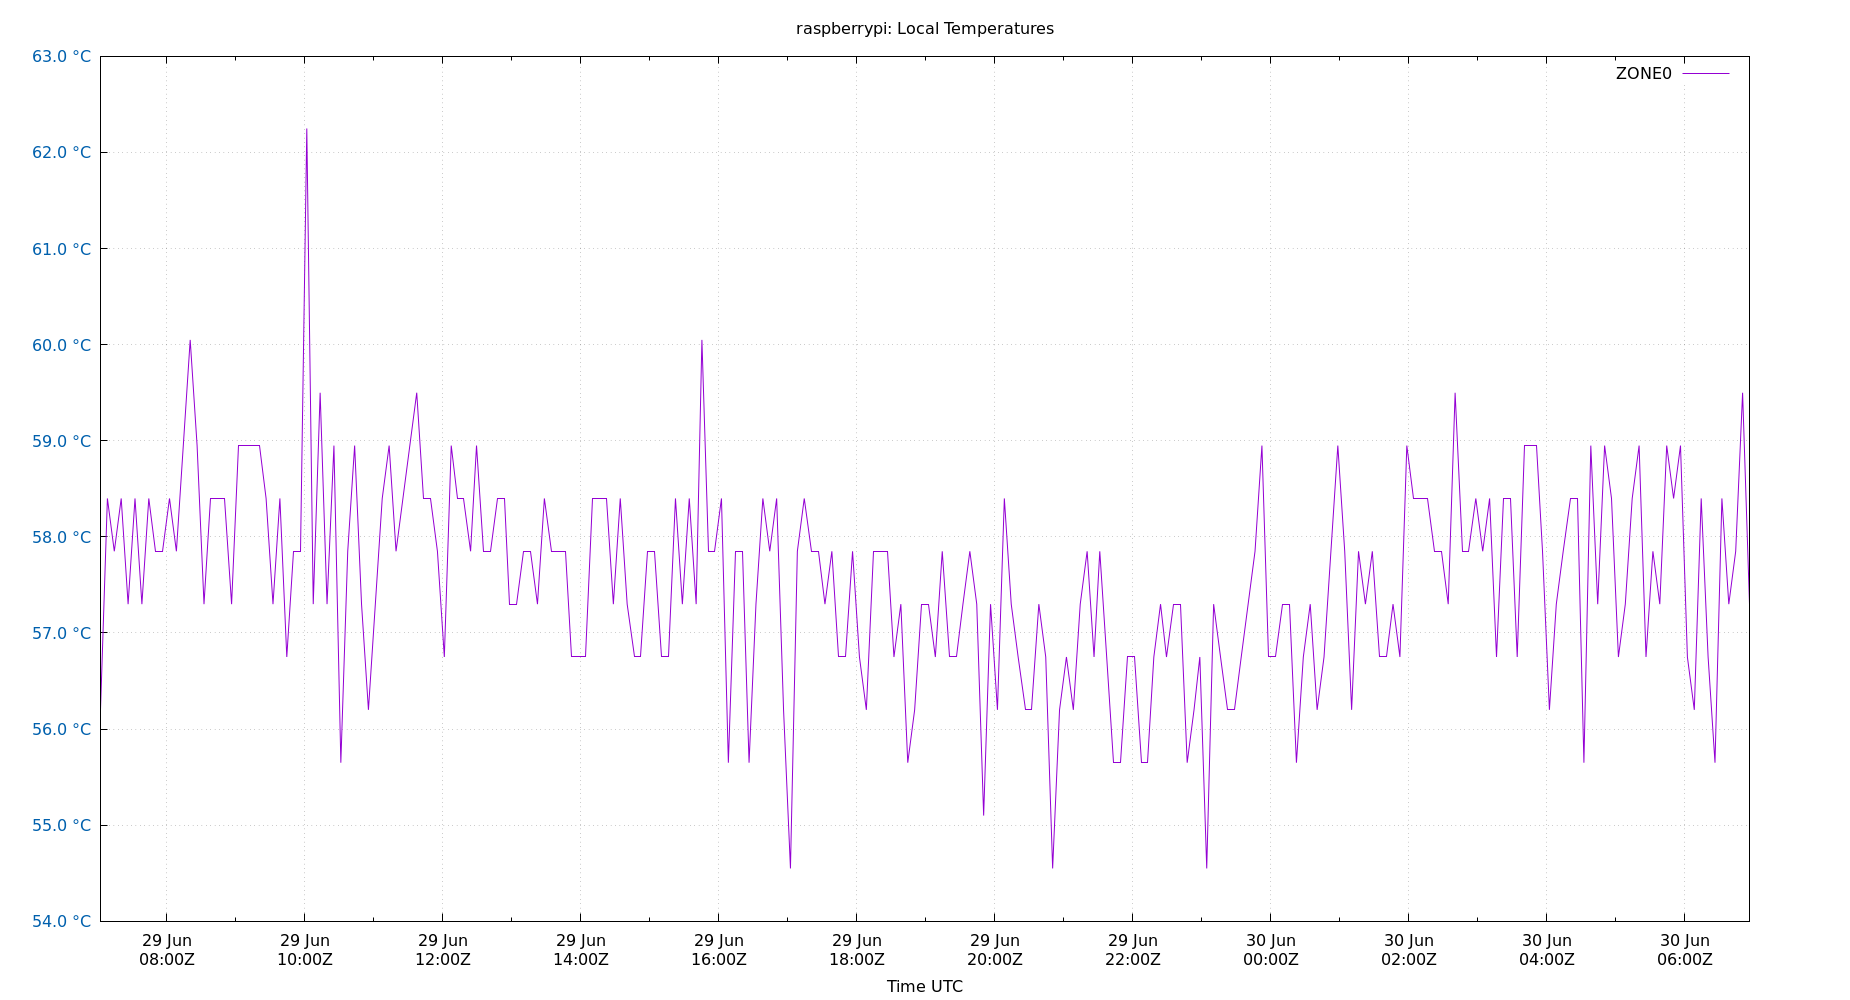 raspberrypi: Local Temperatures
63.0 °C
ZONE0
62.0 °C
61.0 °C
60.0 °C
59.0 °C
58.0 °C
57.0 °C
56.0 °C
55.0 °C
54.0 °C
29 Jun 29 Jun 29 Jun 29 Jun 29 Jun 29 Jun 29 Jun 29 Jun 30 Jun 30 Jun 30 Jun 30 Jun
08:00Z 10:00Z 12:00Z 14:00Z 16:00Z 18:00Z 20:00Z 22:00Z 00:00Z 02:00Z 04:00Z 06:00Z
Time UTC